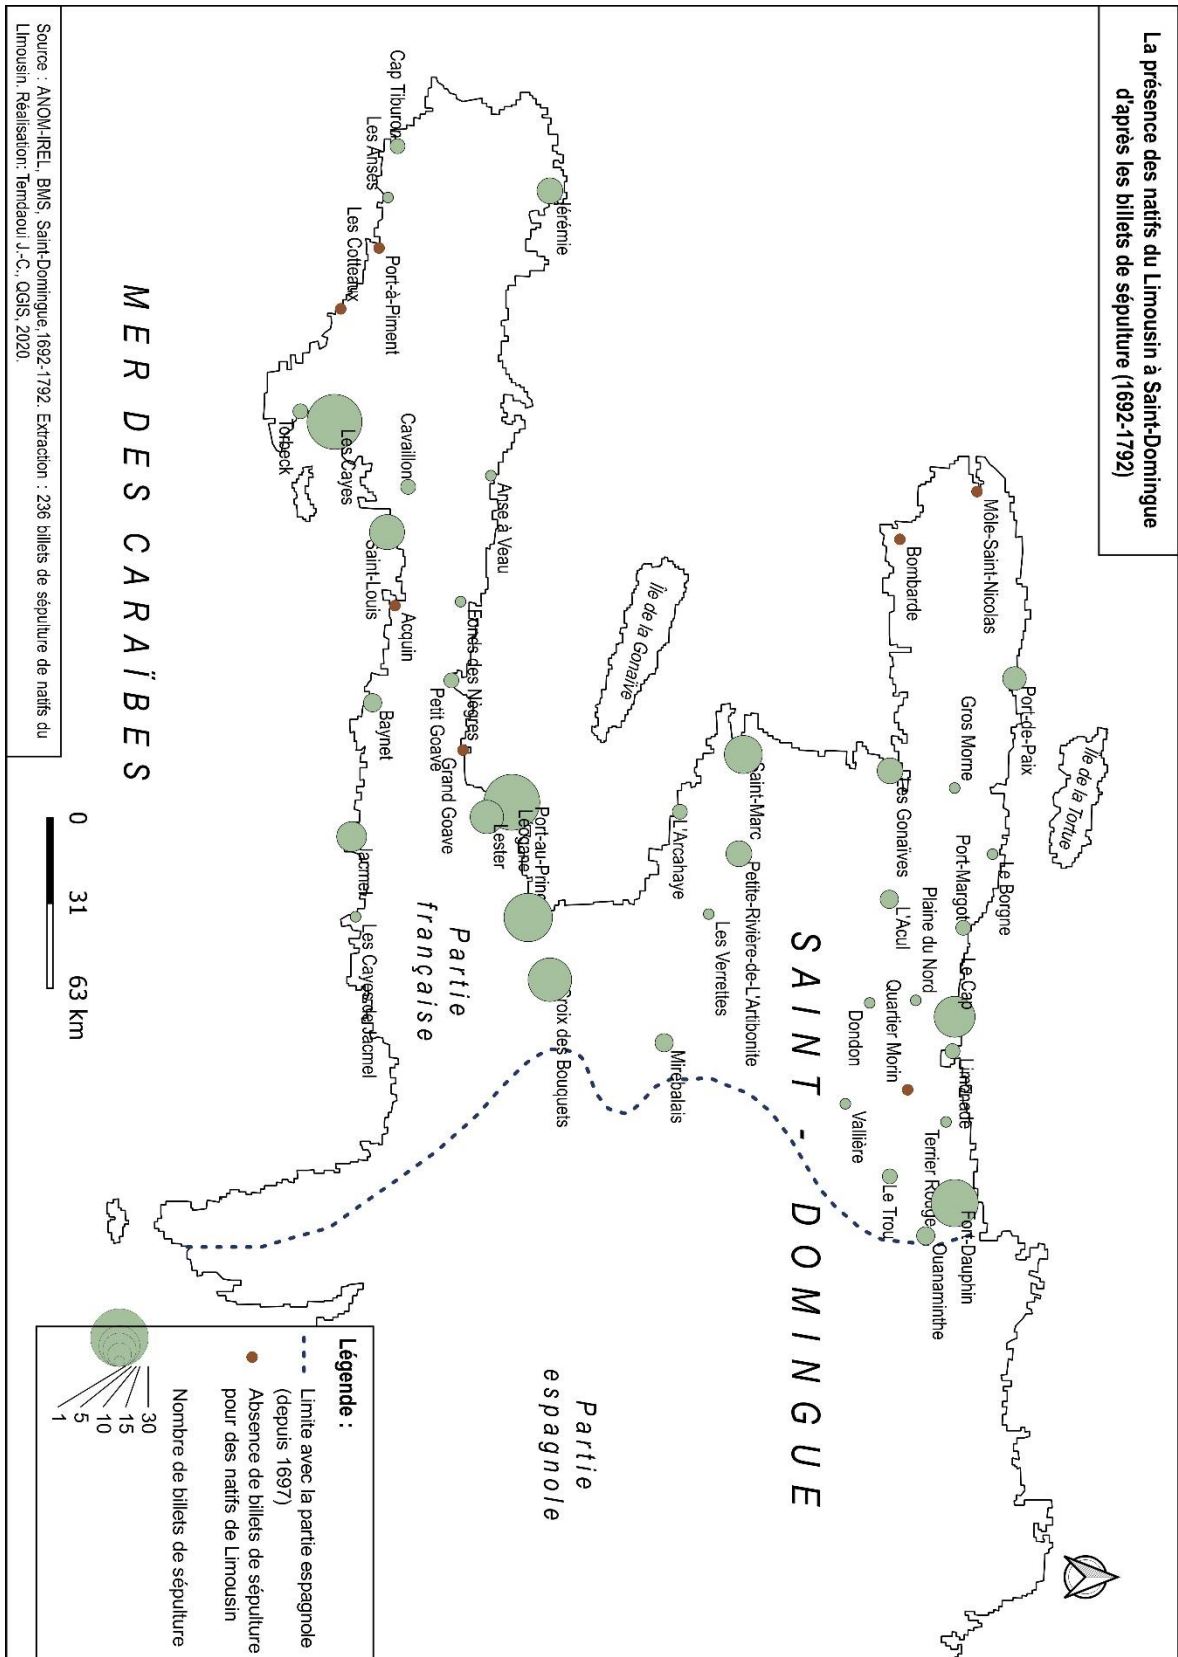 La présence des natifs du Limousin à Saint-Domingue
d'après les billets de sépulture (1692-1792)
Île de la Tortue
Port-de-Paix
Môle-Saint-Nicolas
Gros Morne
Le Borgne
Port-Margot
Le Cap
Limonade
Fort-Dauphin
Bombarde
Plaine du Nord
Quartier Morin
Terrier Rouge
Ouanaminthe
Les Gonaïves
L'Acul
Dondon
Vallière
Le Trou
SAINT - DOMINGUE
Saint-Marc
Petite-Rivière-de-L'Artibonite
Les Verrettes
L'Arcahaye
Mirebalais
Île de la Gonaïve
Jérémie
Croix des Bouquets
Port-au-Prince
Léogane
Lester
Partie
espagnole
Anse à Veau
Fonds des Nègres
Petit Goave
Grand Goave
Partie
française
Cap Tiburon
Les Anses
Port-à-Piment
Les Cotteaux
Cavaillon
Les Cayes
Torbeck
Saint-Louis
Acquin
Baynet
Jacmel
Les Cayes de Jacmel
MER DES CARAÏBES
0 31 63 km
Légende :
Limite avec la partie espagnole
(depuis 1697)
Absence de billets de sépulture
pour des natifs de Limousin
Nombre de billets de sépulture
30
15
10
5
1
Source : ANOM-IREL, BMS, Saint-Domingue,1692-1792. Extraction : 236 billets de sépulture de natifs du
LImousin. Réalisation: Temdaoui J.-C., QGIS, 2020.